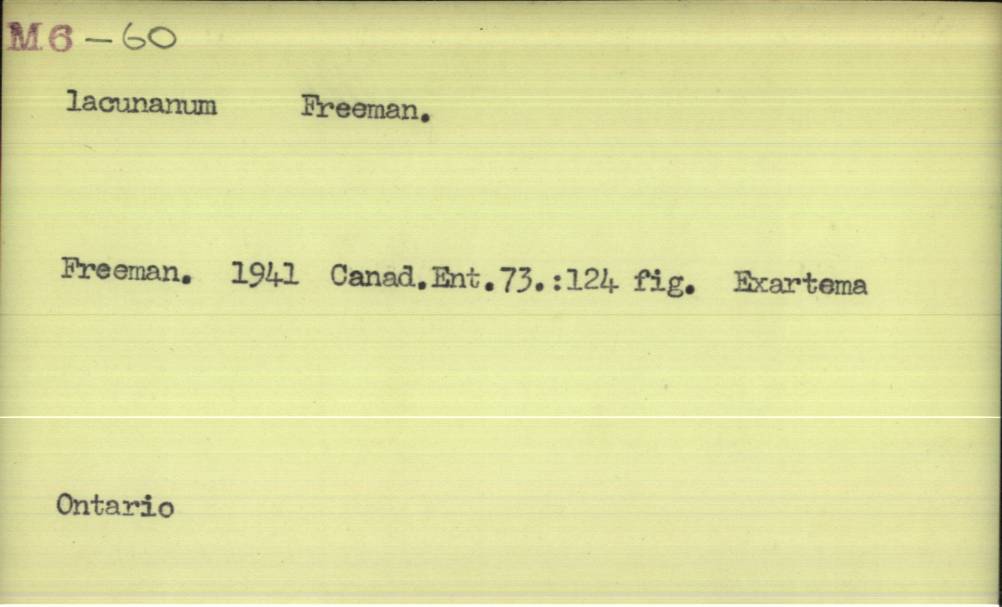 M6-60
lacunanum Freeman.
Freeman. 1941 Canad.Ent.73.:124 fig. Exartema
Ontario